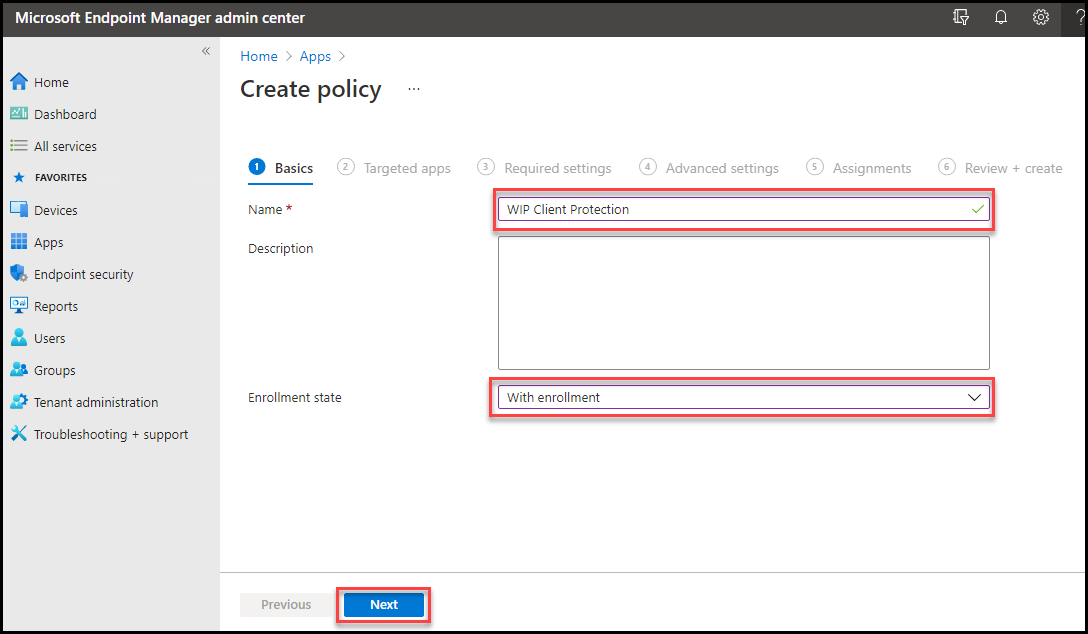 Microsoft Endpoint Manager admin center
?
«
Home
Dashboard
All services
FAVORITES
Devices
Apps
Endpoint security
Reports
Users
Groups
Tenant administration
Troubleshooting + support
Home > Apps >
Create policy ...
1 Basics 2 Targeted apps 3 Required settings 4 Advanced settings 5 Assignments 6 Review + create
Name * WIP Client Protection
Description
Enrollment state With enrollment
Previous Next